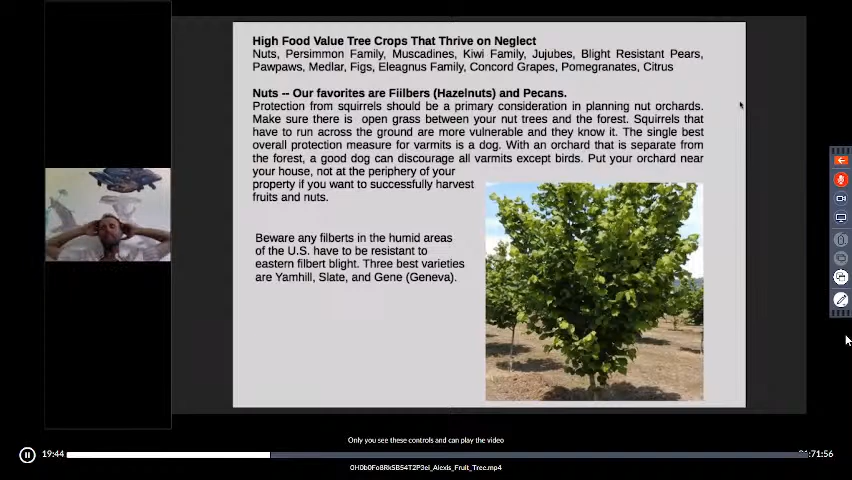 High Food Value Tree Crops That Thrive on Neglect
Nuts, Persimmon Family, Muscadines, Kiwi Family, Jujubes, Blight Resistant Pears,
Pawpaws, Medlar, Figs, Eleagnus Family, Concord Grapes, Pomegranates, Citrus
Nuts -- Our favorites are Fiilbers (Hazelnuts) and Pecans.
Protection from squirrels should be a primary consideration in planning nut orchards.
Make sure there is open grass between your nut trees and the forest. Squirrels that
have to run across the ground are more vulnerable and they know it. The single best
overall protection measure for varmits is a dog. With an orchard that is separate from
the forest, a good dog can discourage all varmits except birds. Put your orchard near
your house, not at the periphery of your
property if you want to successfully harvest
fruits and nuts.
Beware any filberts in the humid areas
of the U.S. have to be resistant to
eastern filbert blight. Three best varieties
are Yamhill, Slate, and Gene (Geneva).
Only you see these controls and can play the video
19:44
:71:56